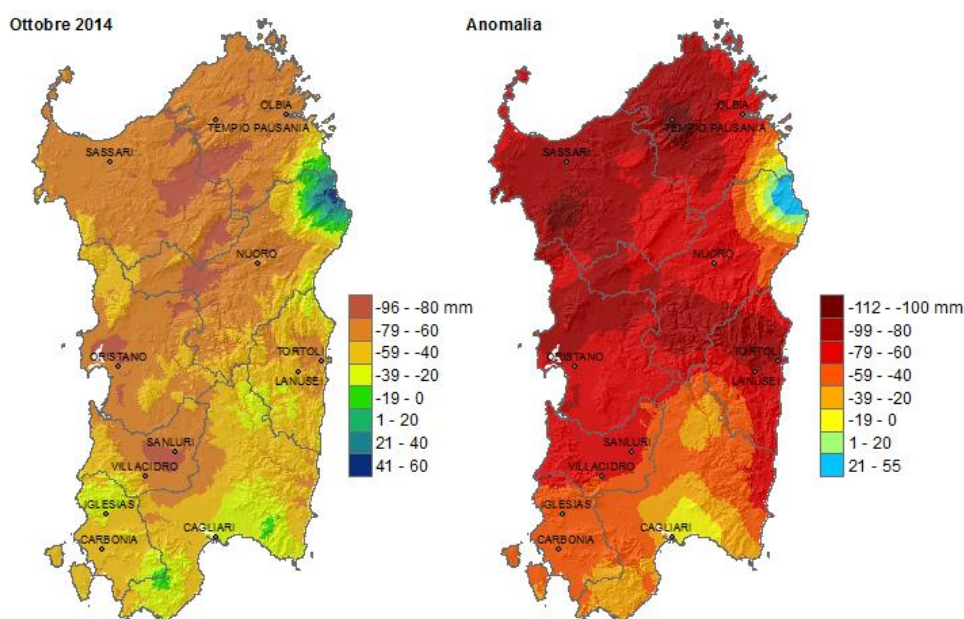 Ottobre 2014
OLBIA
TEMPIO PAUSANIA
SASSARI
NUORO
ORISTANO
TORTOLI
LANUSEI
SANLURI
VILLACIDRO
IGLESIAS
CAGLIARI
CARBONIA
-96 - -80 mm
-79 - -60
-59 - -40
-39 - -20
-19 - 0
1 - 20
21 - 40
41 - 60
Anomalia
OLBIA
TEMPIO PAUSANIA
SASSARI
NUORO
ORISTANO
TORTOLI
LANUSEI
SANLURI
VILLACIDRO
IGLESIAS
CAGLIARI
CARBONIA
-112 - -100 mm
-99 - -80
-79 - -60
-59 - -40
-39 - -20
-19 - 0
1 - 20
21 - 55